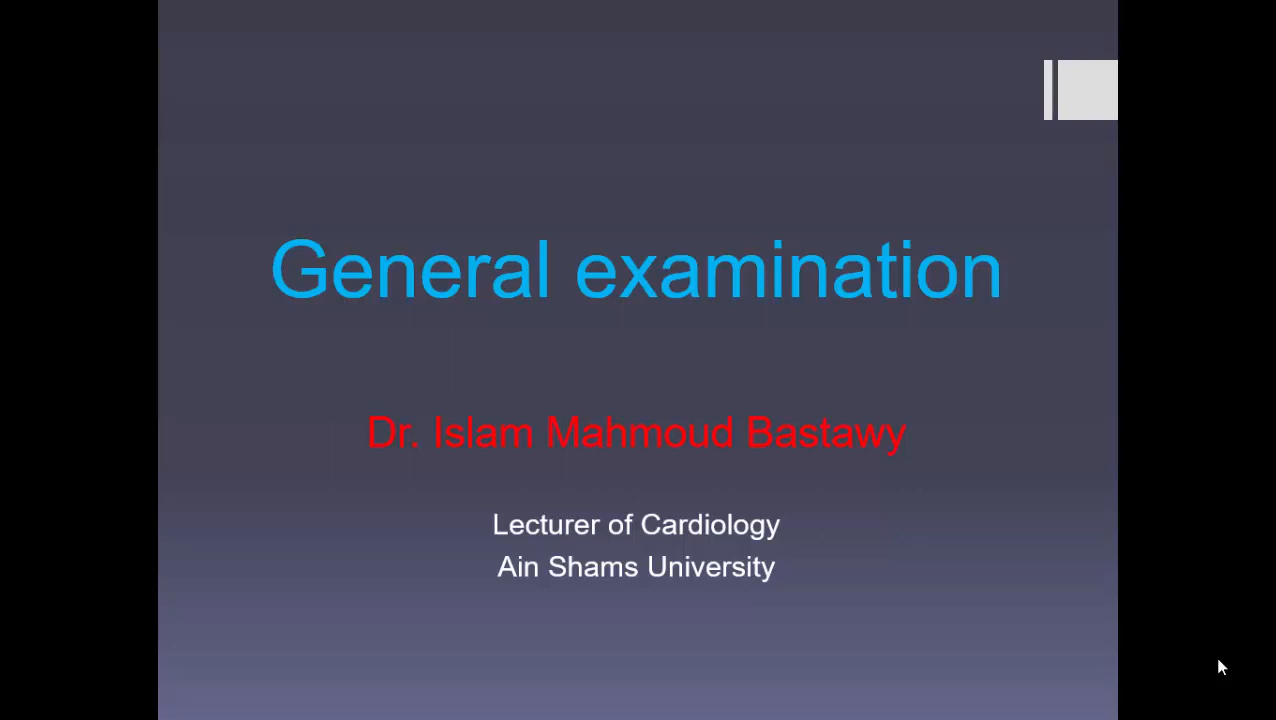 General examination
Dr. Islam Mahmoud Bastawy
Lecturer of Cardiology
Ain Shams University